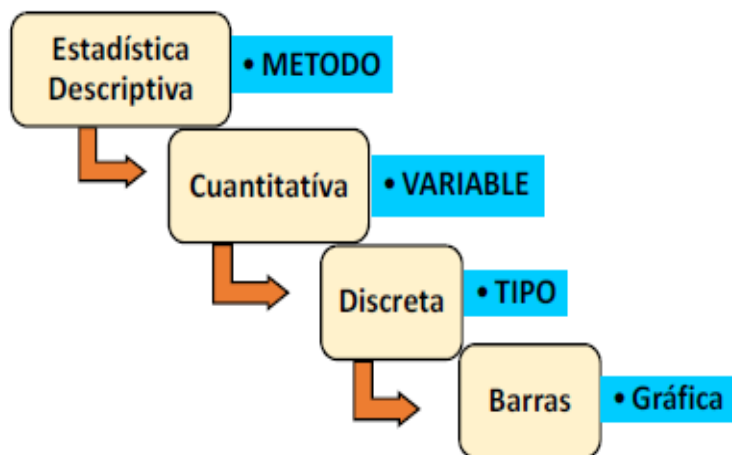 Estadística
Descriptiva
• METODO
Cuantitatíva
• VARIABLE
Discreta
• TIPO
Barras
• Gráfica